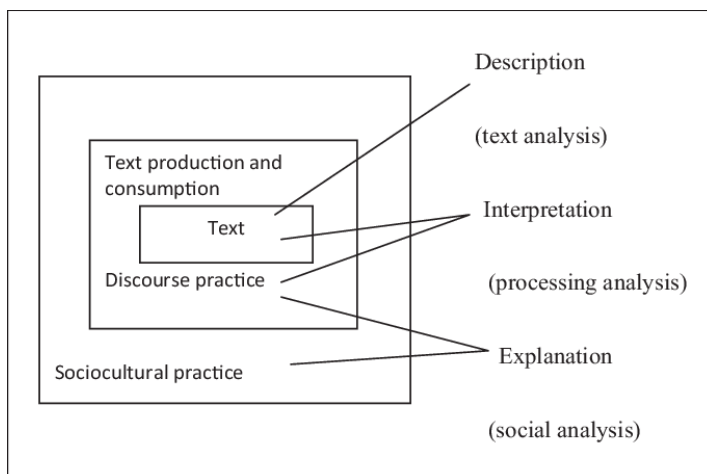 Description
(text analysis)
Text production and
consumption
Text
Interpretation
Discourse practice
(processing analysis)
Explanation
Sociocultural practice
(social analysis)